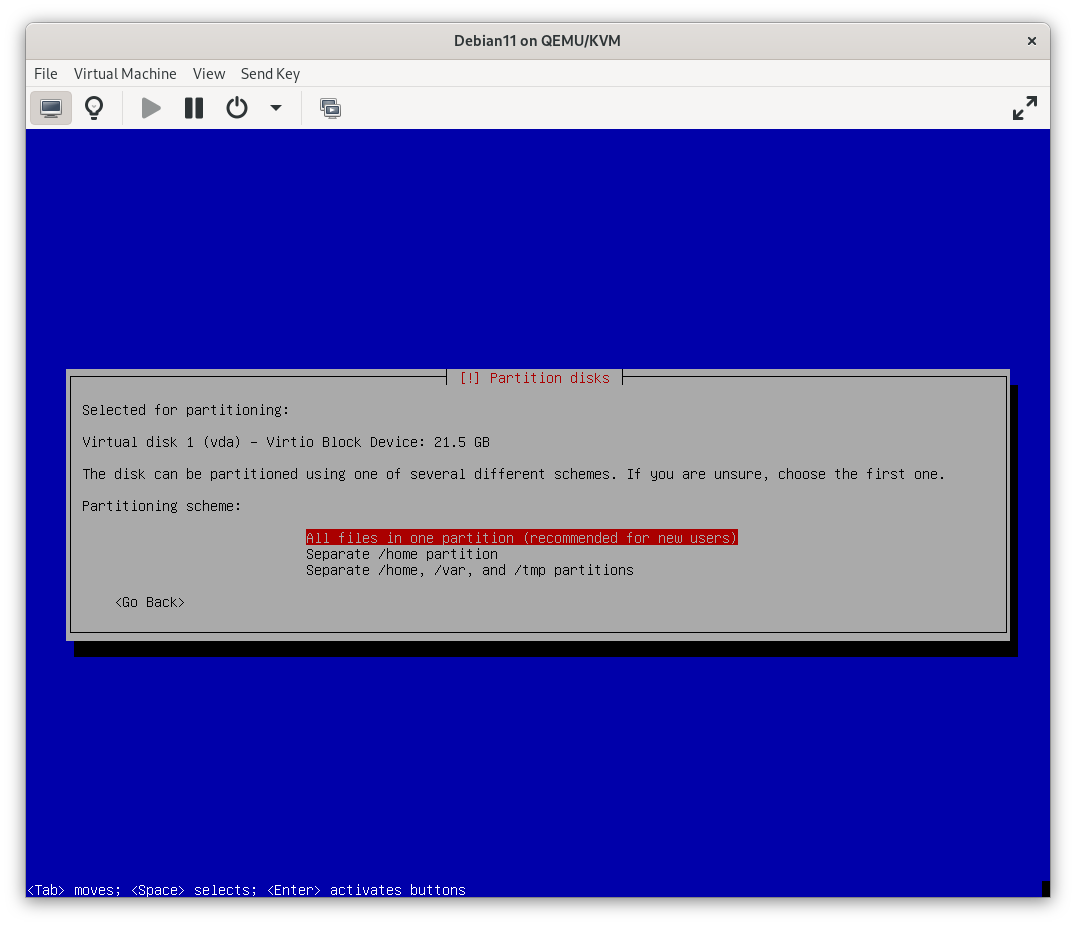 Debian11 on QEMU/KVM
File Virtual Machine View Send Key
[!] Partition disks
Selected for partitioning:
Virtual disk 1 (vda) - Virtio Block Device: 21.5 GB
The disk can be partitioned using one of several different schemes. If you are unsure, choose the first one.
Partitioning scheme:
All files in one partition (recommended for new users)
Separate /home partition
Separate /home, /var, and /tmp partitions
<Go Back>
<Tab> moves; <Space> selects; <Enter> activates buttons